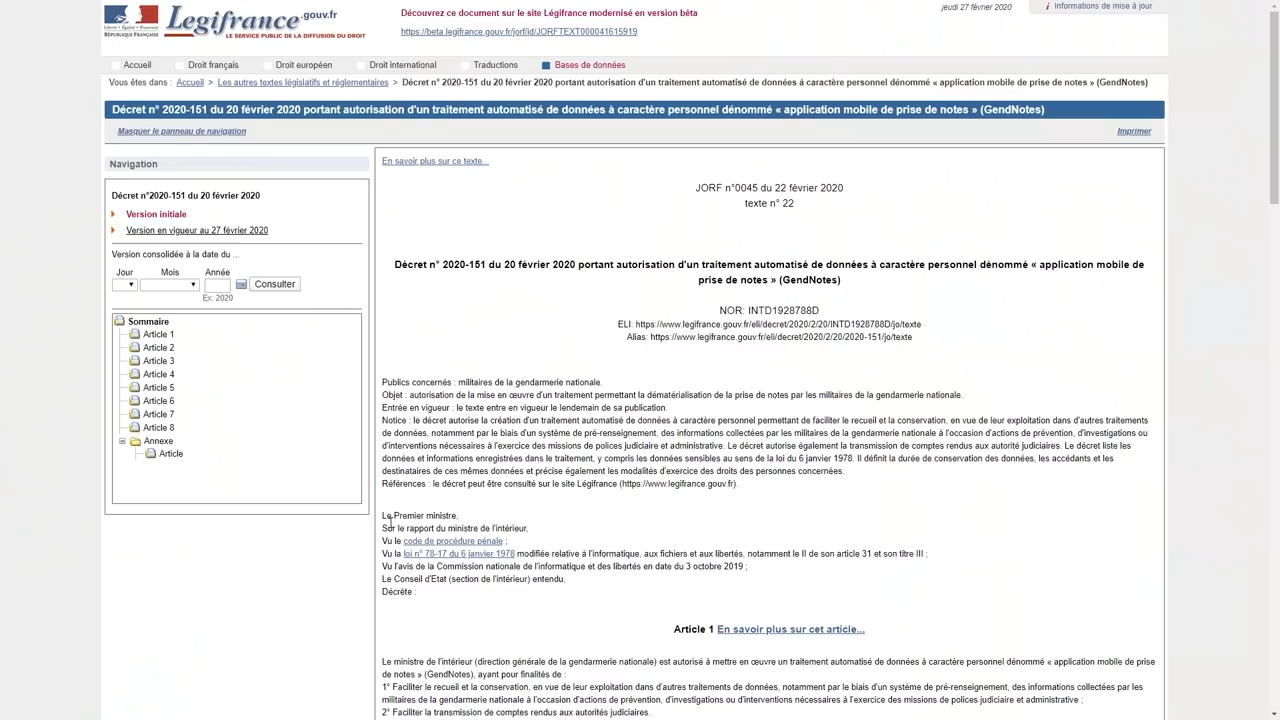 jeudi 27 février 2020
i Informations de mise à jour
Legifrance.gouv.fr
LE SERVICE PUBLIC DE LA DIFFUSION DU DROIT
RÉPUBLIQUE FRANÇAISE
Découvrez ce document sur le site Légifrance modernisé en version bêta
https://beta.legifrance.gouv.fr/jorf/id/JORFTEXT000041615919
Accueil Droit français Droit européen Droit international Traductions Bases de données
Vous êtes dans : Accueil > Les autres textes législatifs et réglementaires > Décret n° 2020-151 du 20 février 2020 portant autorisation d'un traitement automatisé de données à caractère personnel dénommé « application mobile de prise de notes » (GendNotes)
Décret n° 2020-151 du 20 février 2020 portant autorisation d'un traitement automatisé de données à caractère personnel dénommé « application mobile de prise de notes » (GendNotes)
Masquer le panneau de navigation
Imprimer
Navigation
Décret n°2020-151 du 20 février 2020
Version initiale
Version en vigueur au 27 février 2020
Version consolidée à la date du ...
Jour Mois Année
Consulter
Ex: 2020
Sommaire
Article 1
Article 2
Article 3
Article 4
Article 5
Article 6
Article 7
Article 8
Annexe
Article
En savoir plus sur ce texte...
JORF n°0045 du 22 février 2020
texte n° 22
Décret n° 2020-151 du 20 février 2020 portant autorisation d'un traitement automatisé de données à caractère personnel dénommé « application mobile de
prise de notes » (GendNotes)
NOR: INTD1928788D
ELI: https://www.legifrance.gouv.fr/eli/decret/2020/2/20/INTD1928788D/jo/texte
Alias: https://www.legifrance.gouv.fr/eli/decret/2020/2/20/2020-151/jo/texte
Publics concernés : militaires de la gendarmerie nationale.
Objet : autorisation de la mise en œuvre d'un traitement permettant la dématérialisation de la prise de notes par les militaires de la gendarmerie nationale.
Entrée en vigueur : le texte entre en vigueur le lendemain de sa publication.
Notice : le décret autorise la création d'un traitement automatisé de données à caractère personnel permettant de faciliter le recueil et la conservation, en vue de leur exploitation dans d'autres traitements
de données, notamment par le biais d'un système de pré-renseignement, des informations collectées par les militaires de la gendarmerie nationale à l'occasion d'actions de prévention, d'investigations ou
d'interventions nécessaires à l'exercice des missions de polices judiciaire et administrative. Le décret autorise également la transmission de comptes rendus aux autorité judiciaires. Le décret liste les
données et informations enregistrées dans le traitement, y compris les données sensibles au sens de la loi du 6 janvier 1978. Il définit la durée de conservation des données, les accédants et les
destinataires de ces mêmes données et précise également les modalités d'exercice des droits des personnes concernées.
Références : le décret peut être consulté sur le site Légifrance (https://www.legifrance.gouv.fr).
Le Premier ministre,
Sur le rapport du ministre de l'intérieur,
Vu le code de procédure pénale ;
Vu la loi n° 78-17 du 6 janvier 1978 modifiée relative à l'informatique, aux fichiers et aux libertés, notamment le II de son article 31 et son titre III ;
Vu l'avis de la Commission nationale de l'informatique et des libertés en date du 3 octobre 2019 ;
Le Conseil d'Etat (section de l'intérieur) entendu,
Décrète :
Article 1 En savoir plus sur cet article...
Le ministre de l'intérieur (direction générale de la gendarmerie nationale) est autorisé à mettre en œuvre un traitement automatisé de données à caractère personnel dénommé « application mobile de prise
de notes » (GendNotes), ayant pour finalités de :
1° Faciliter le recueil et la conservation, en vue de leur exploitation dans d'autres traitements de données, notamment par le biais d'un système de pré-renseignement, des informations collectées par les
militaires de la gendarmerie nationale à l'occasion d'actions de prévention, d'investigations ou d'interventions nécessaires à l'exercice des missions de polices judiciaire et administrative ;
2° Faciliter la transmission de comptes rendus aux autorités judiciaires.